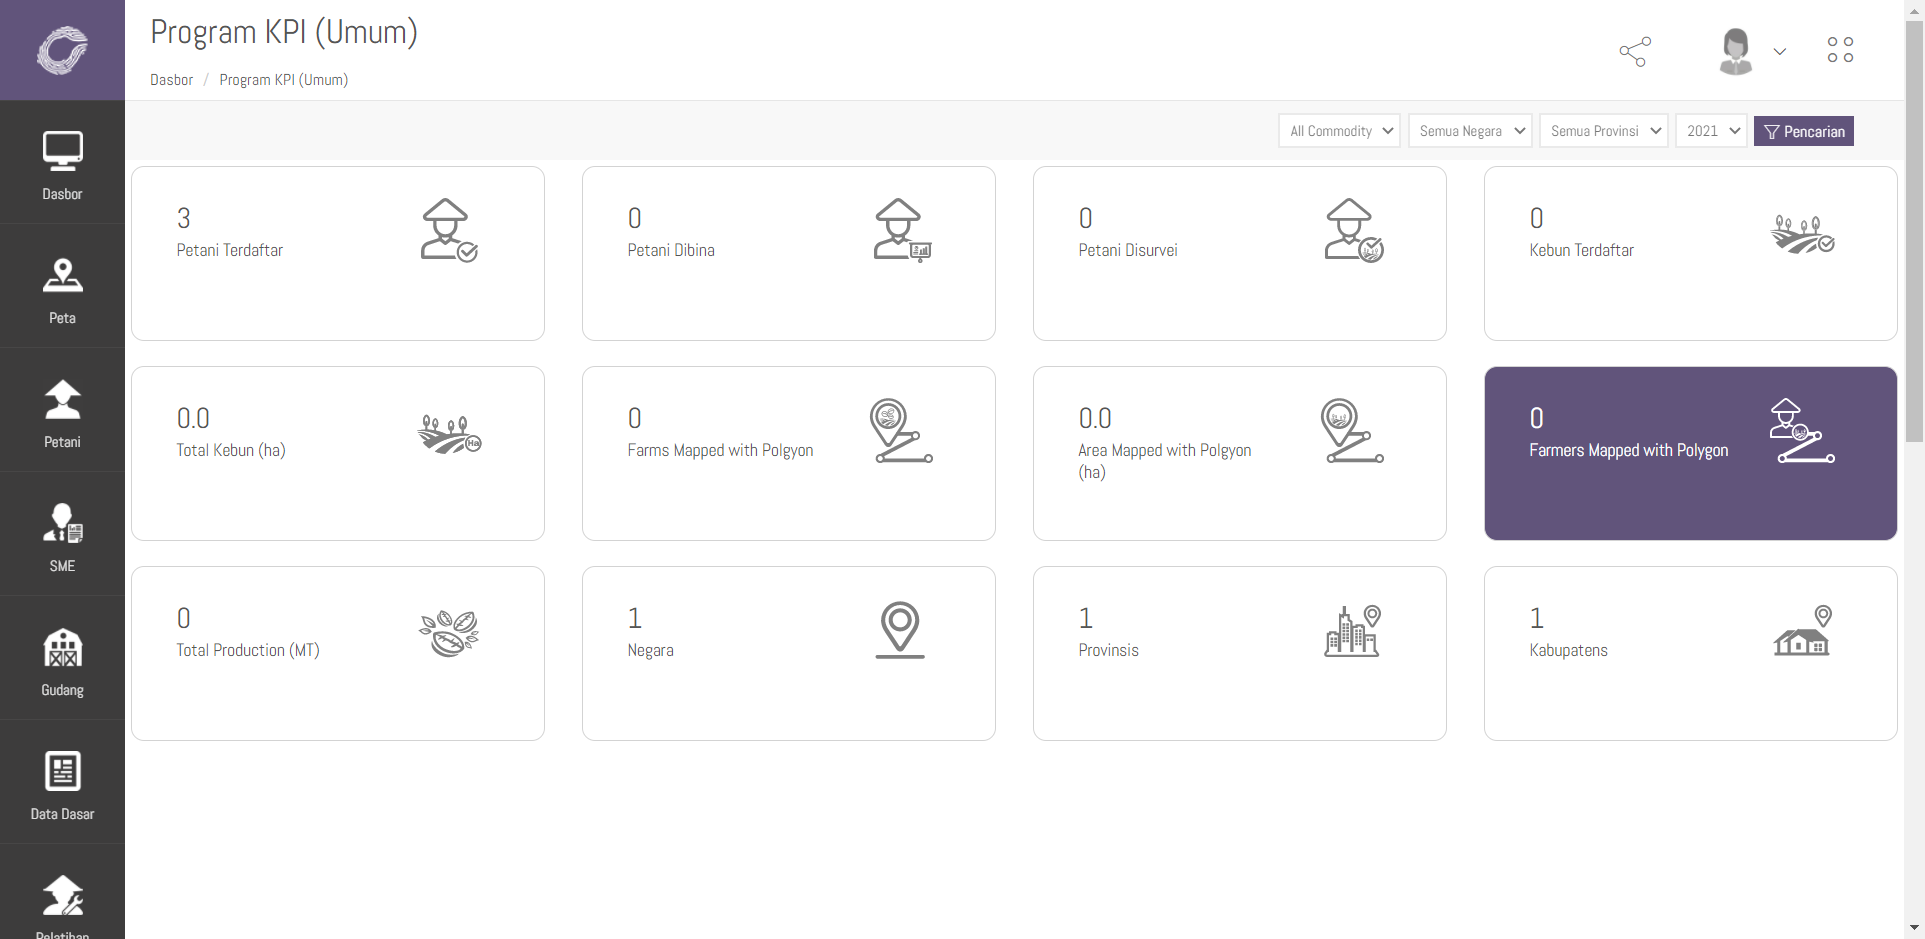 Program KPI (Umum)
Dasbor / Program KPI (Umum)
All Commodity
Semua Negara
Semua Provinsi
2021
Pencarian
Dasbor
Peta
Petani
SME
Gudang
Data Dasar
Pelatihan
3
Petani Terdaftar
0
Petani Dibina
0
Petani Disurvei
0
Kebun Terdaftar
0.0
Total Kebun (ha)
Ha
0
Farms Mapped with Polgyon
0.0
Area Mapped with Polgyon
(ha)
0
Farmers Mapped with Polygon
0
Total Production (MT)
1
Negara
1
Provinsis
1
Kabupatens